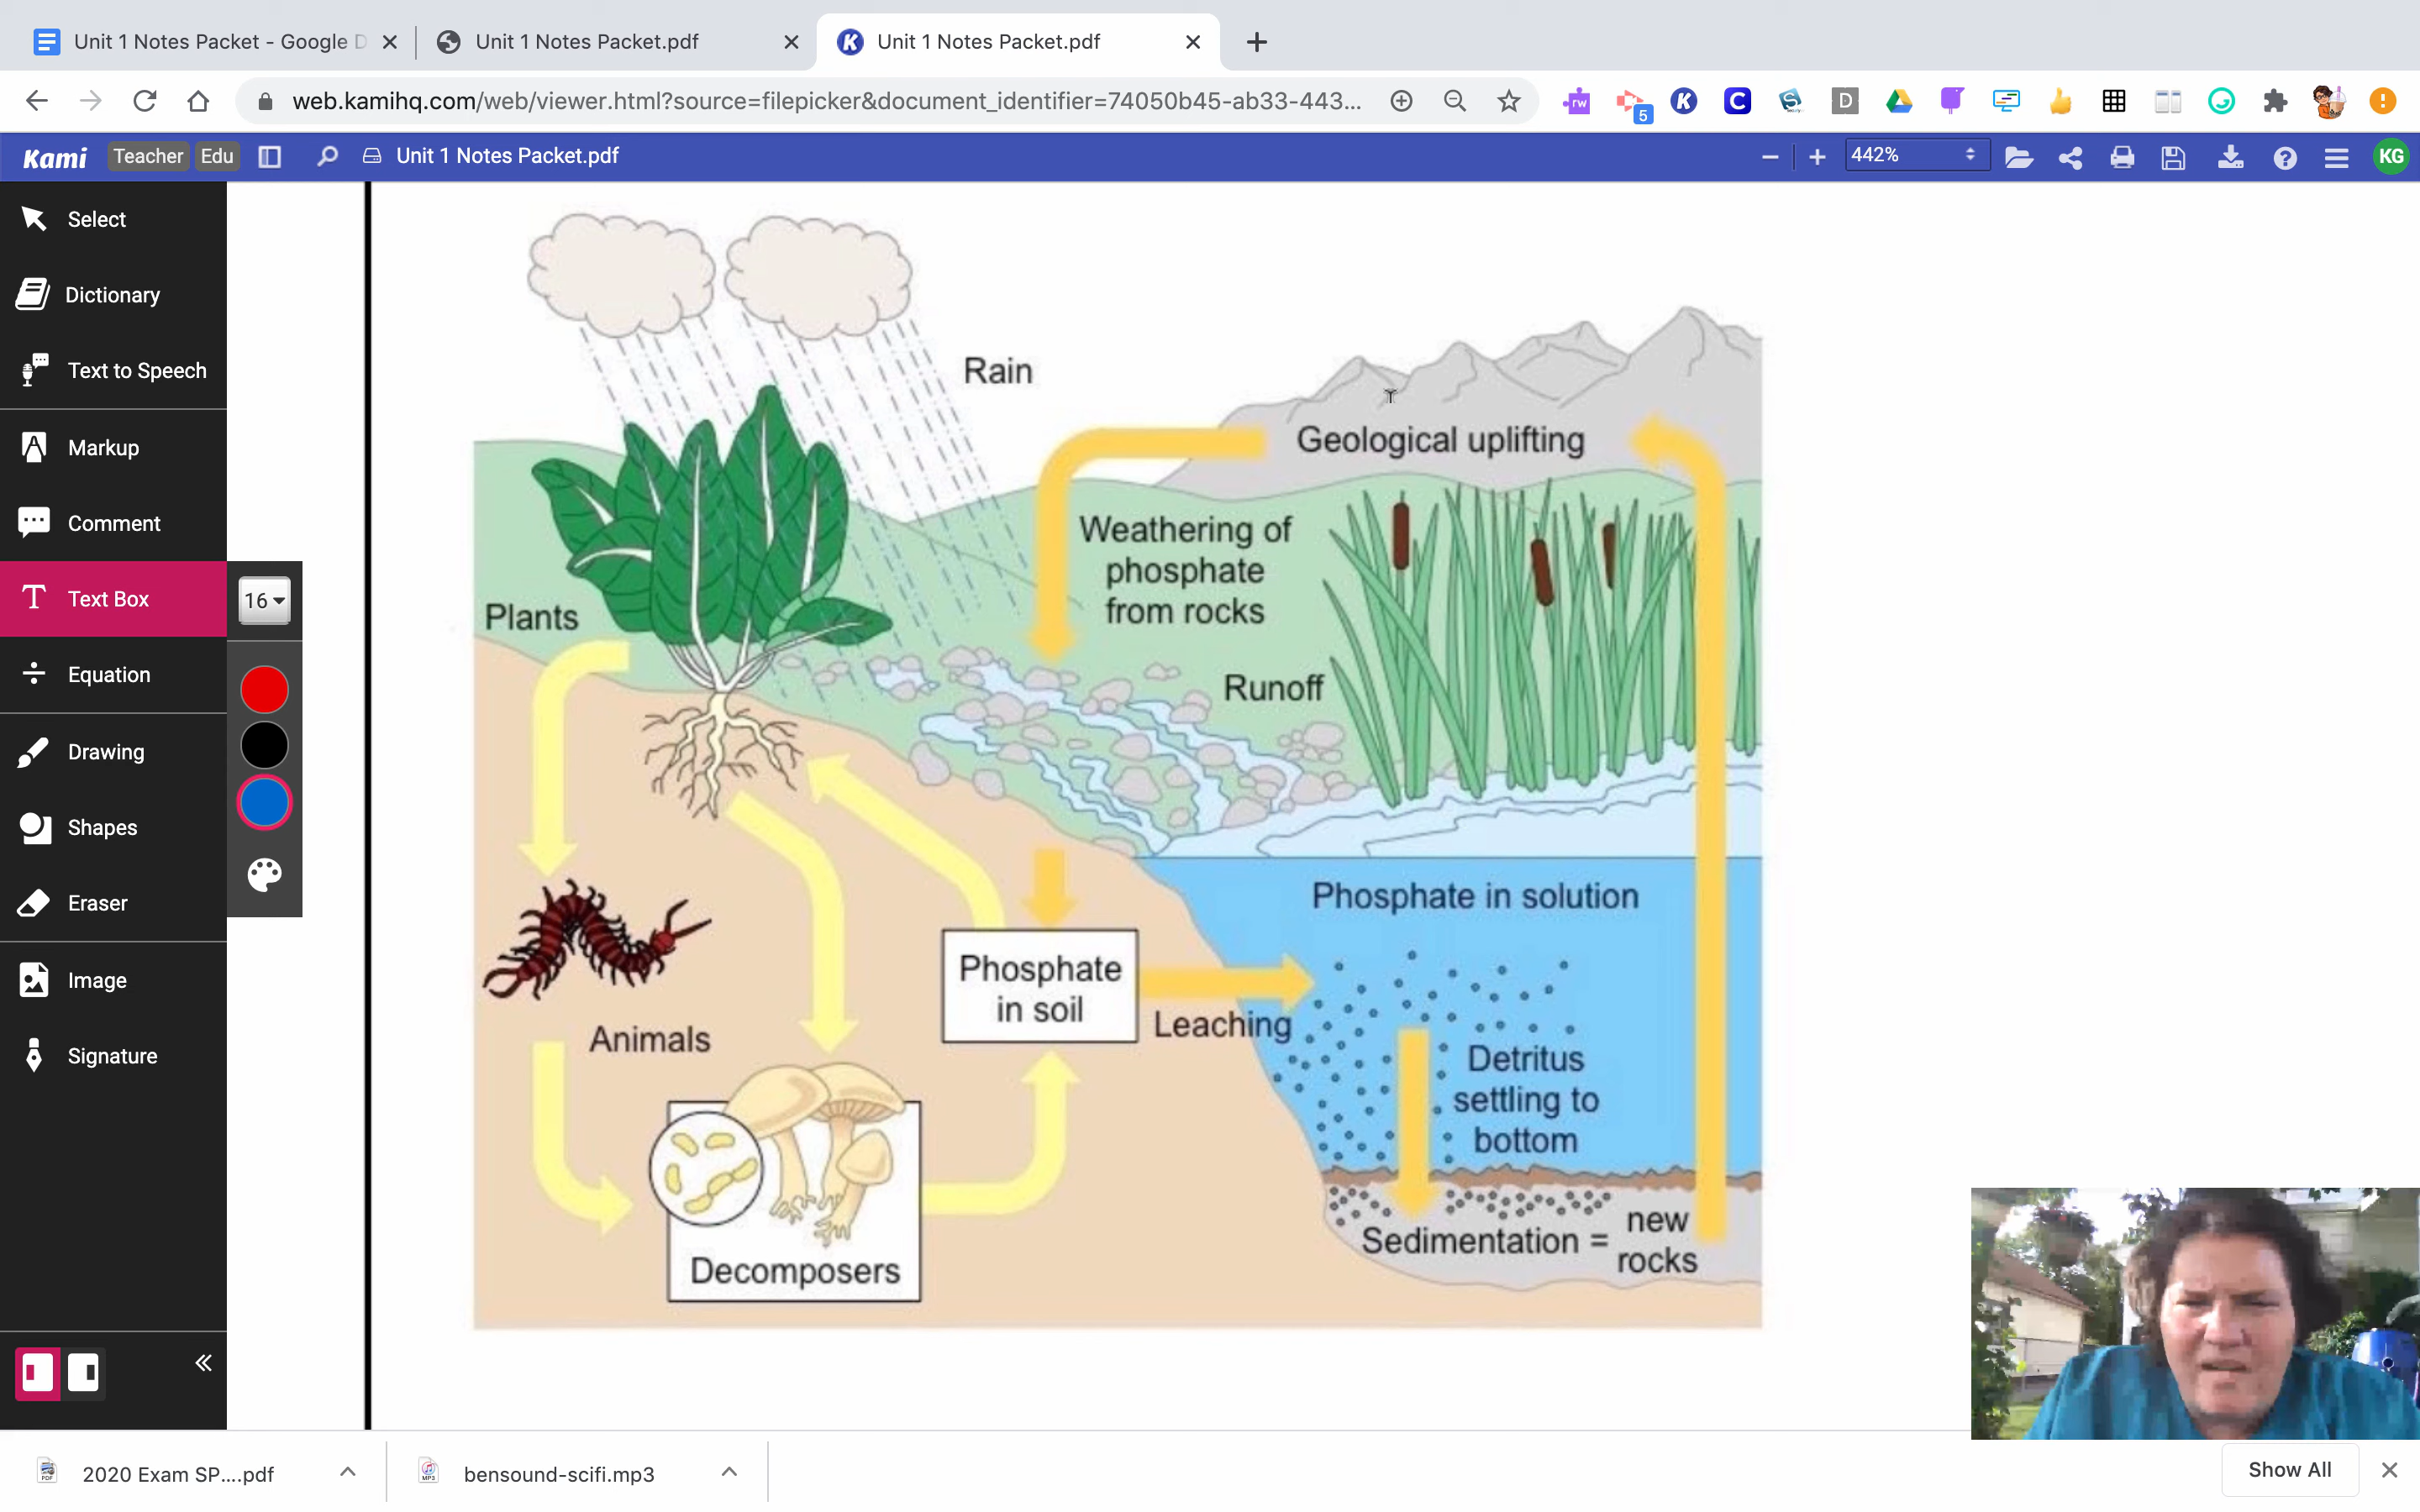 Unit 1 Notes Packet - Google D
Unit 1 Notes Packet.pdf
Unit 1 Notes Packet.pdf
web.kamihq.com/web/viewer.html?source=filepicker&document_identifier=74050b45-ab33-443...
rw
5
K
C
S
D
Kami
Teacher
Edu
Unit 1 Notes Packet.pdf
442%
KG
Select
Dictionary
Text to Speech
Markup
Comment
Text Box
16
Equation
Drawing
Shapes
Eraser
Image
Signature
Rain
Geological uplifting
Weathering of
phosphate
from rocks
Plants
Runoff
Phosphate in solution
Phosphate
in soil
Leaching
Animals
Detritus
settling to
bottom
Decomposers
Sedimentation = new
rocks
2020 Exam SP....pdf
bensound-scifi.mp3
Show All